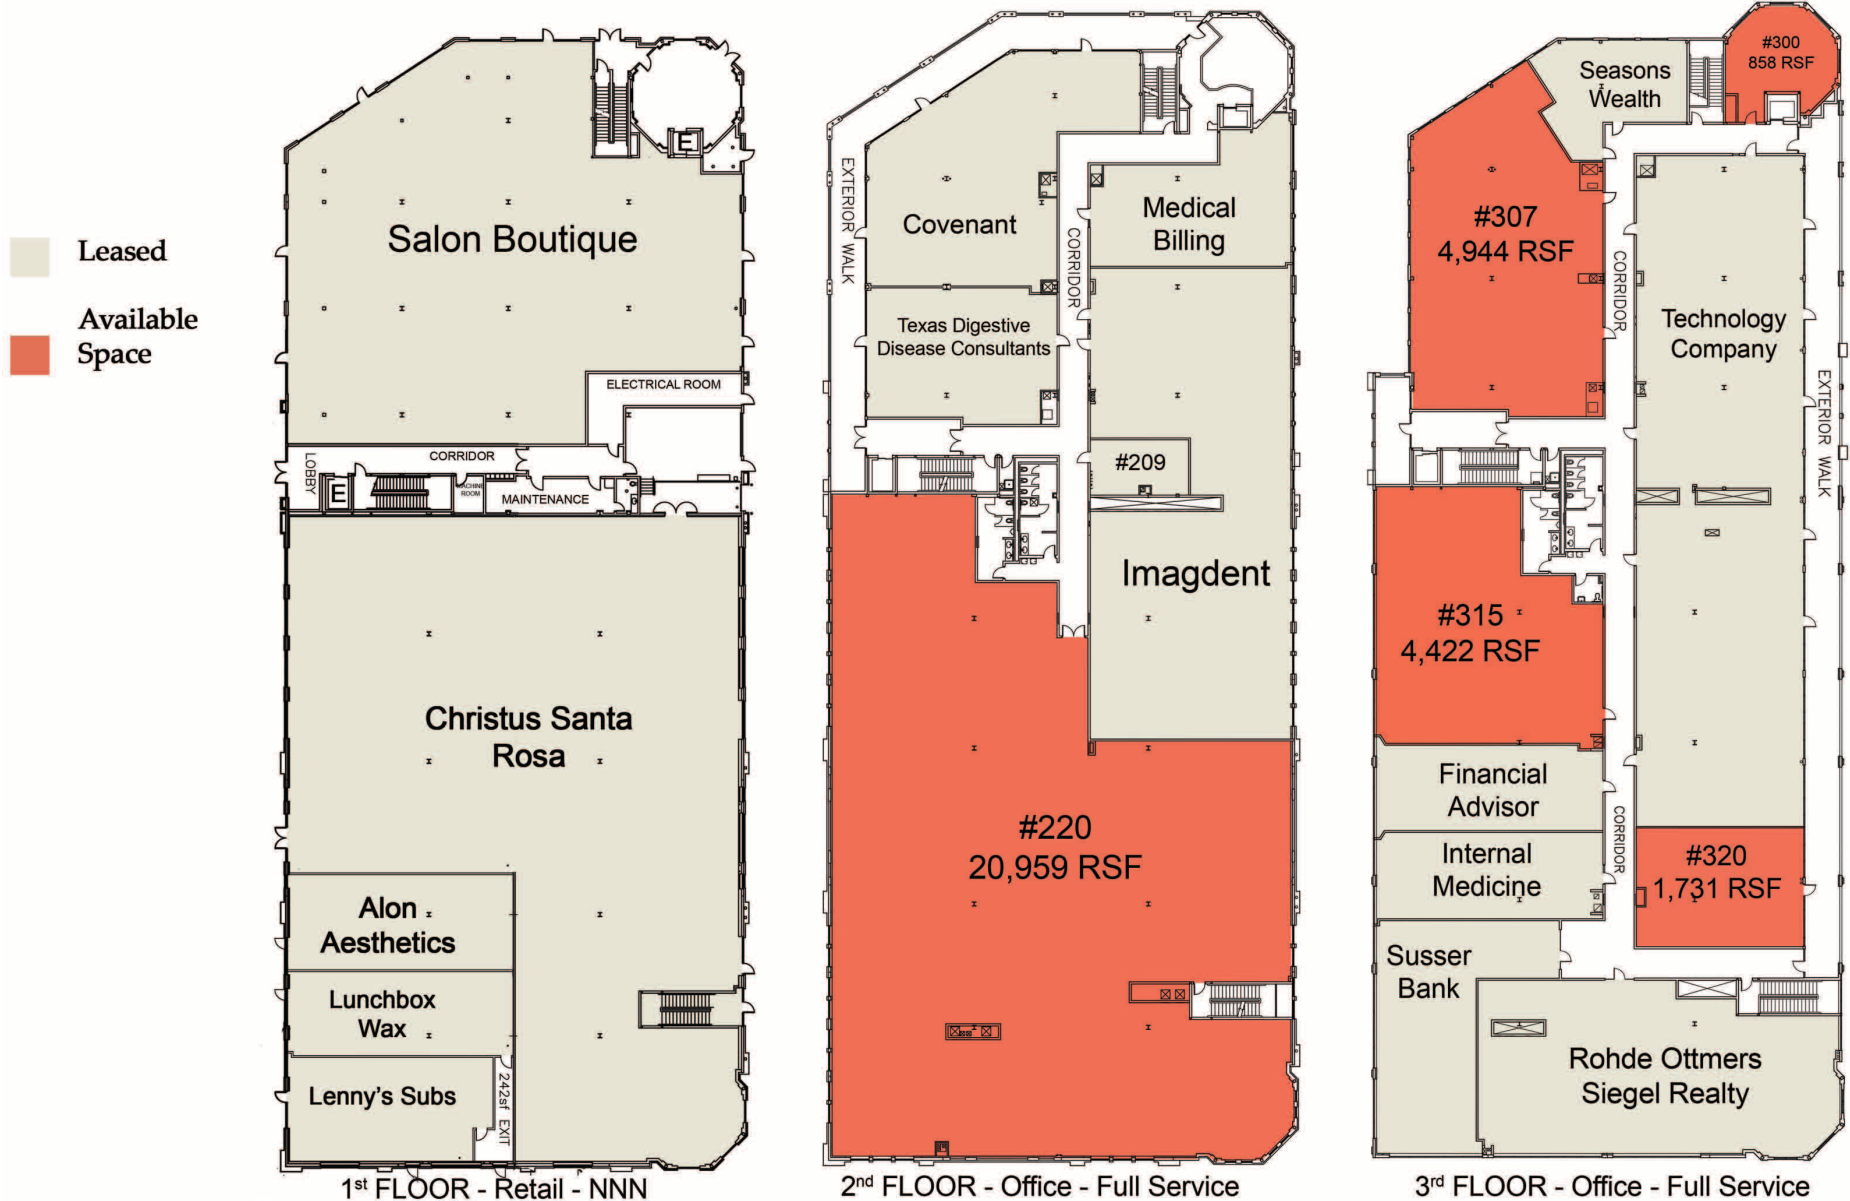 Leased
Available
Space
Salon Boutique
ELECTRICAL ROOM
CORRIDOR
LOBBY
E
E
MACHINE
ROOM
MAINTENANCE
Christus Santa
Rosa
Alon
Aesthetics
Lunchbox
Wax
Lenny's Subs
242sf EXIT
1st FLOOR - Retail - NNN
EXTERIOR WALK
Covenant
CORRIDOR
Medical
Billing
Texas Digestive
Disease Consultants
#209
Imagdent
#220
20,959 RSF
2nd FLOOR - Office - Full Service
#300
858 RSF
Seasons
Wealth
#307
4,944 RSF
CORRIDOR
Technology
Company
EXTERIOR WALK
#315
4,422 RSF
Financial
Advisor
CORRIDOR
Internal
Medicine
#320
1,731 RSF
Susser
Bank
Rohde Ottmers
Siegel Realty
3rd FLOOR - Office - Full Service